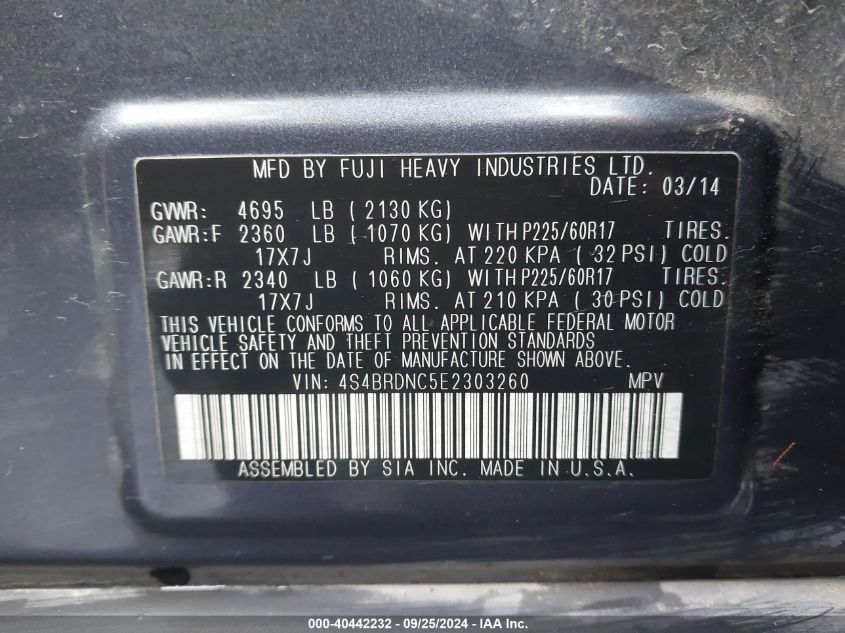 MFD BY FUJI HEAVY INDUSTRIES LTD.
DATE: 03/14
GVWR: 4695 LB ( 2130 KG)
GAWR:F 2360 LB ( 1070 KG) WITH P225/60R17 TIRES.
17X7J RIMS. AT 220 KPA ( 32 PSI) COLD
GAWR:R 2340 LB ( 1060 KG) WITH P225/60R17 TIRES.
17X7J RIMS. AT 210 KPA ( 30 PSI) COLD
THIS VEHICLE CONFORMS TO ALL APPLICABLE FEDERAL MOTOR
VEHICLE SAFETY AND THEFT PREVENTION STANDARDS
IN EFFECT ON THE DATE OF MANUFACTURE SHOWN ABOVE.
VIN: 4S4BRDNC5E2303260 MPV
ASSEMBLED BY SIA INC. MADE IN U.S.A.
000-40442232 - 09/25/2024 - IAA Inc.